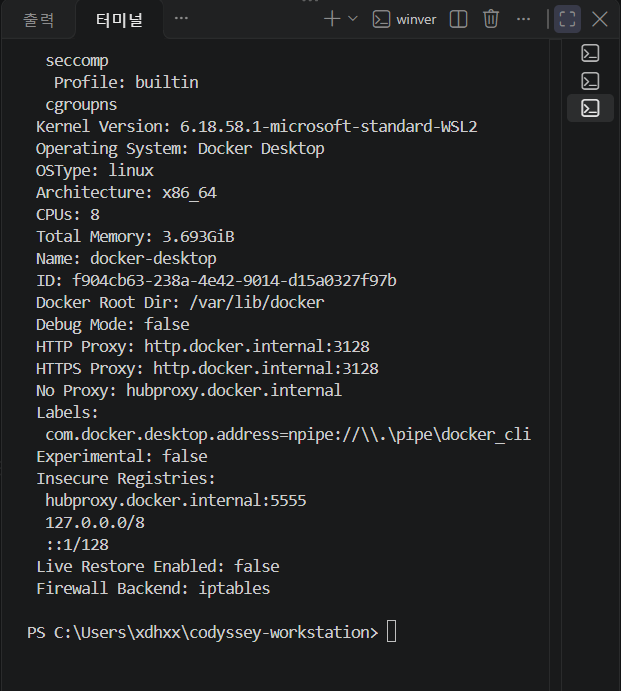 출력
터미널
winver
seccomp
Profile: builtin
cgroupns
Kernel Version: 6.18.58.1-microsoft-standard-WSL2
Operating System: Docker Desktop
OSType: linux
Architecture: x86_64
CPUs: 8
Total Memory: 3.693GiB
Name: docker-desktop
ID: f904cb63-238a-4e42-9014-d15a0327f97b
Docker Root Dir: /var/lib/docker
Debug Mode: false
HTTP Proxy: http.docker.internal:3128
HTTPS Proxy: http.docker.internal:3128
No Proxy: hubproxy.docker.internal
Labels:
com.docker.desktop.address=npipe://\\.\pipe\docker_cli
Experimental: false
Insecure Registries:
hubproxy.docker.internal:5555
127.0.0.0/8
::1/128
Live Restore Enabled: false
Firewall Backend: iptables
PS C:\Users\xdhxx\codyssey-workstation>